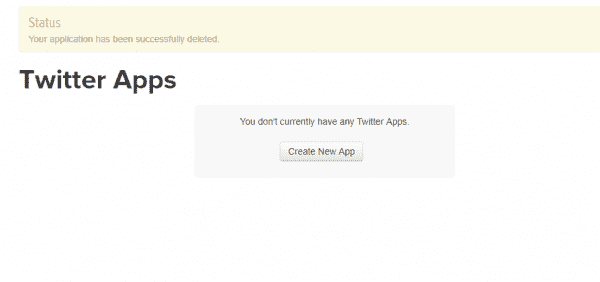 Status
Your application has been successfully deleted.
Twitter Apps
You don't currently have any Twitter Apps.
Create New App